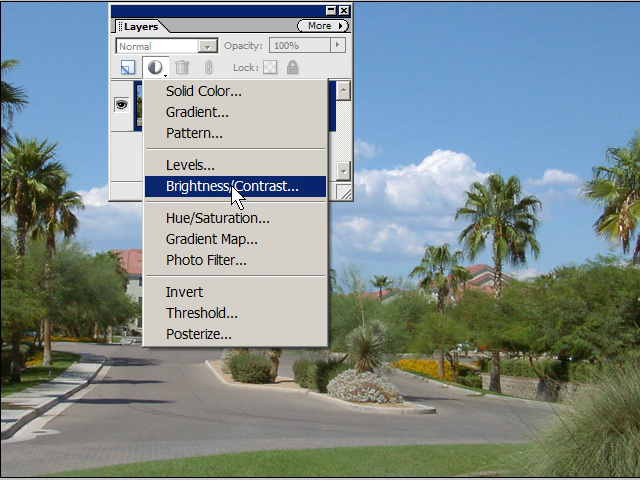 Layers
More
Normal
Opacity: 100%
Lock:
Solid Color...
Gradient...
Pattern...
Levels...
Brightness/Contrast...
Hue/Saturation...
Gradient Map...
Photo Filter...
Invert
Threshold...
Posterize...